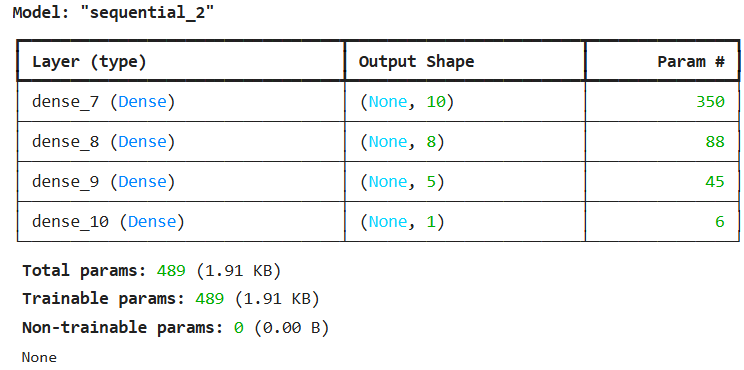 Model: "sequential_2"
Layer (type) Output Shape Param #
dense_7 (Dense) (None, 10) 350
dense_8 (Dense) (None, 8) 88
dense_9 (Dense) (None, 5) 45
dense_10 (Dense) (None, 1) 6
Total params: 489 (1.91 KB)
Trainable params: 489 (1.91 KB)
Non-trainable params: 0 (0.00 B)
None